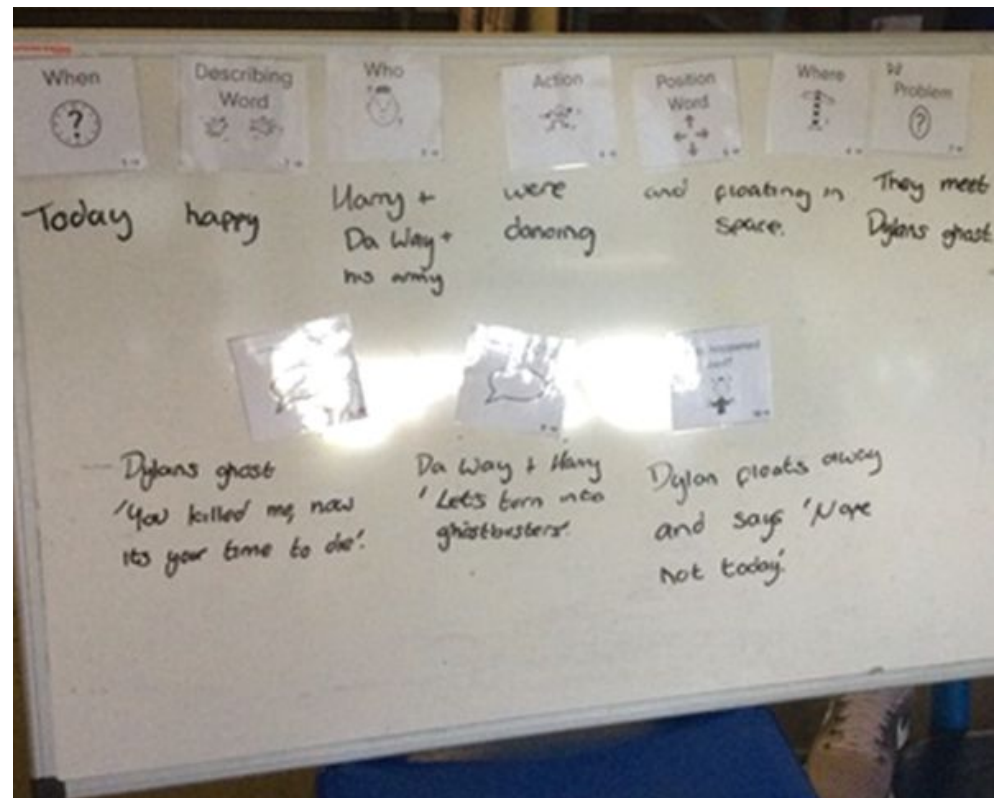 When
Describing
Word
Who
Action
Position
Word
Where
Problem
Today
happy
Harry +
Da Way +
his army
were
dancing
and
floating in
space.
They meet
Dylans ghost
Dylans ghost
'You killed me, now
its your time to die'.
Da Way + Harry
'Let's turn into
ghostbusters'.
Dylan floats away
and says 'Nope
not today'.